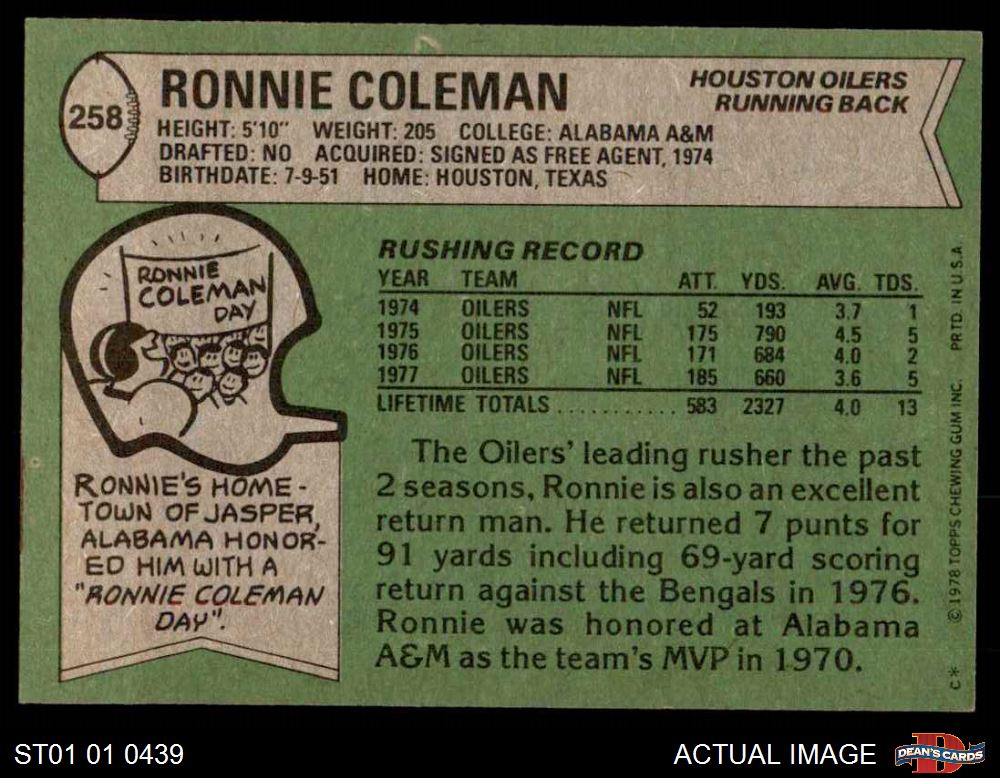 258
RONNIE COLEMAN
HOUSTON OILERS
RUNNING BACK
HEIGHT: 5'10" WEIGHT: 205 COLLEGE: ALABAMA A&M
DRAFTED: NO ACQUIRED: SIGNED AS FREE AGENT, 1974
BIRTHDATE: 7-9-51 HOME: HOUSTON, TEXAS
RONNIE
COLEMAN
DAY
RONNIE'S HOME-
TOWN OF JASPER,
ALABAMA HONOR-
ED HIM WITH A
"RONNIE COLEMAN
DAY".
RUSHING RECORD
YEAR TEAM ATT. YDS. AVG. TDS.
1974 OILERS NFL 52 193 3.7 1
1975 OILERS NFL 175 790 4.5 5
1976 OILERS NFL 171 684 4.0 2
1977 OILERS NFL 185 660 3.6 5
LIFETIME TOTALS ........... 583 2327 4.0 13
The Oilers' leading rusher the past
2 seasons, Ronnie is also an excellent
return man. He returned 7 punts for
91 yards including 69-yard scoring
return against the Bengals in 1976.
Ronnie was honored at Alabama
A&M as the team's MVP in 1970.
C* © 1978 TOPPS CHEWING GUM INC. PRTD. IN U.S.A
ST01 01 0439
ACTUAL IMAGE
D
DEAN'S CARDS